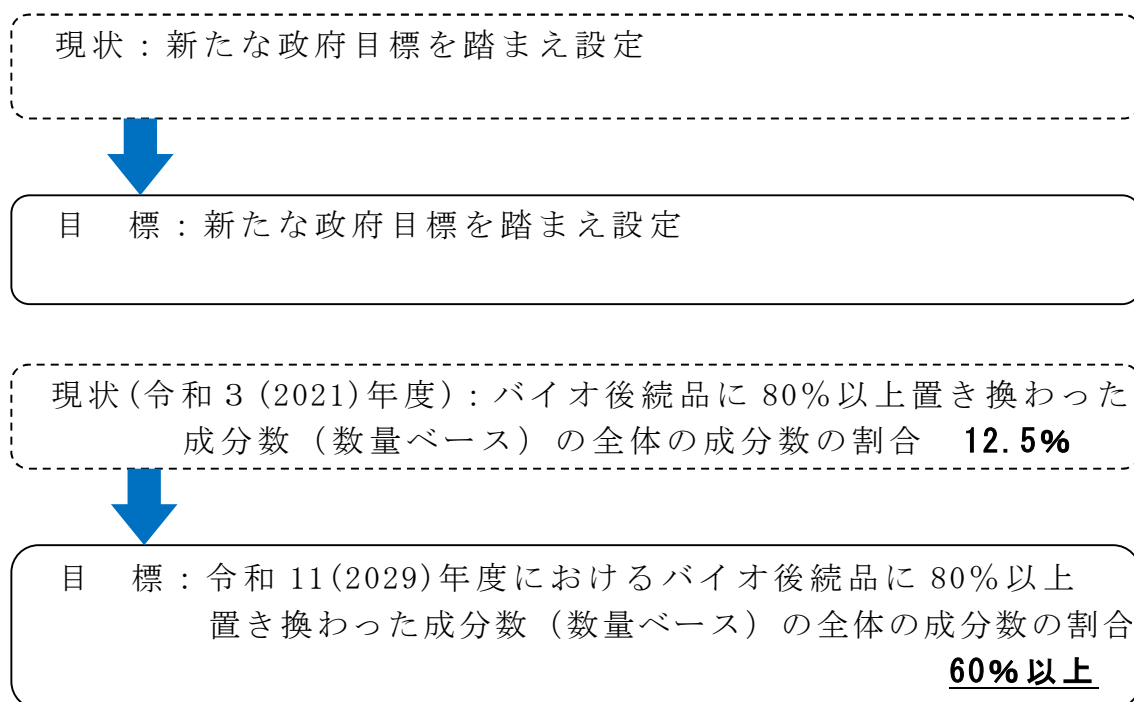 現状：新たな政府目標を踏まえ設定
目　標：新たな政府目標を踏まえ設定
現状(令和３(2021)年度)：バイオ後続品に 80％以上置き換わった
成分数（数量ベース）の全体の成分数の割合　12.5%
目　標：令和 11(2029)年度におけるバイオ後続品に 80％以上
置き換わった成分数（数量ベース）の全体の成分数の割合
60%以上